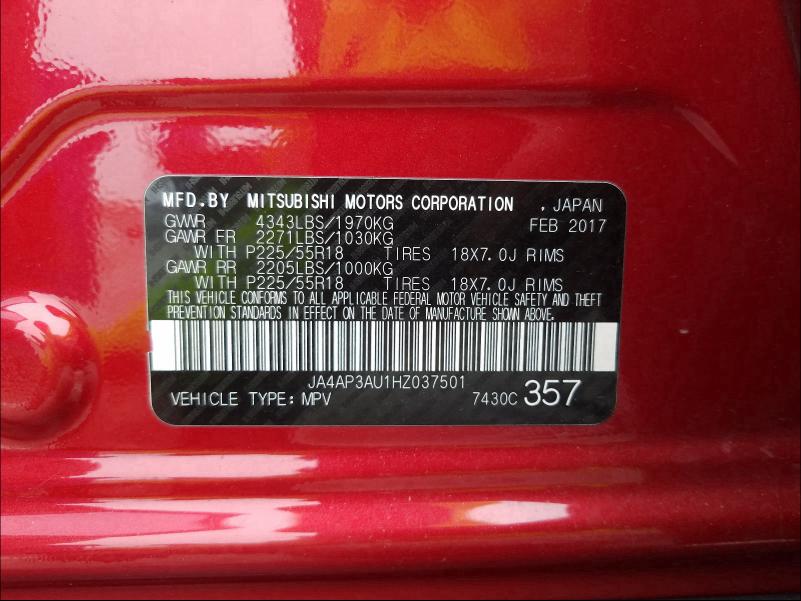 MFD.BY MITSUBISHI MOTORS CORPORATION , JAPAN
GVWR 4343LBS/1970KG FEB 2017
GAWR FR 2271LBS/1030KG
WITH P225/55R18 TIRES 18X7.0J RIMS
GAWR RR 2205LBS/1000KG
WITH P225/55R18 TIRES 18X7.0J RIMS
THIS VEHICLE CONFORMS TO ALL APPLICABLE FEDERAL MOTOR VEHICLE SAFETY AND THEFT
PREVENTION STANDARDS IN EFFECT ON THE DATE OF MANUFACTURE SHOWN ABOVE.
JA4AP3AU1HZ037501
VEHICLE TYPE: MPV 7430C 357